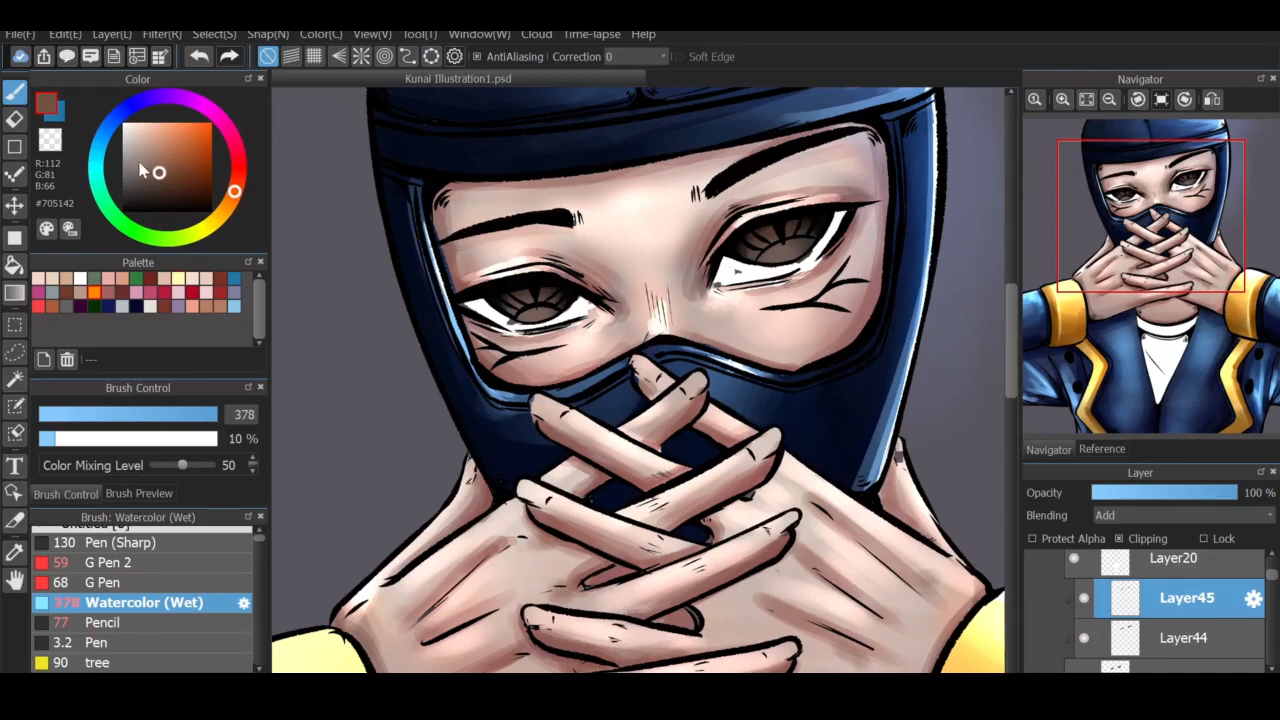 File(F) Edit(E) Layer(L) Filter(R) Select(S) Snap(N) Color(C) View(V) Tool(T) Window(W) Cloud Time-lapse Help
AntiAliasing Correction 0 Soft Edge
Color
Kunai Illustration1.psd
Navigator
R:112
G:81
B:66
#705142
Palette
---
Brush Control
378
10 %
Color Mixing Level 50
Brush Control Brush Preview
Brush: Watercolor (Wet)
130 Pen (Sharp)
59 G Pen 2
68 G Pen
378 Watercolor (Wet)
77 Pencil
3.2 Pen
90 tree
Navigator Reference
Layer
Opacity 100 %
Blending Add
Protect Alpha Clipping Lock
Layer20
Layer45
Layer44